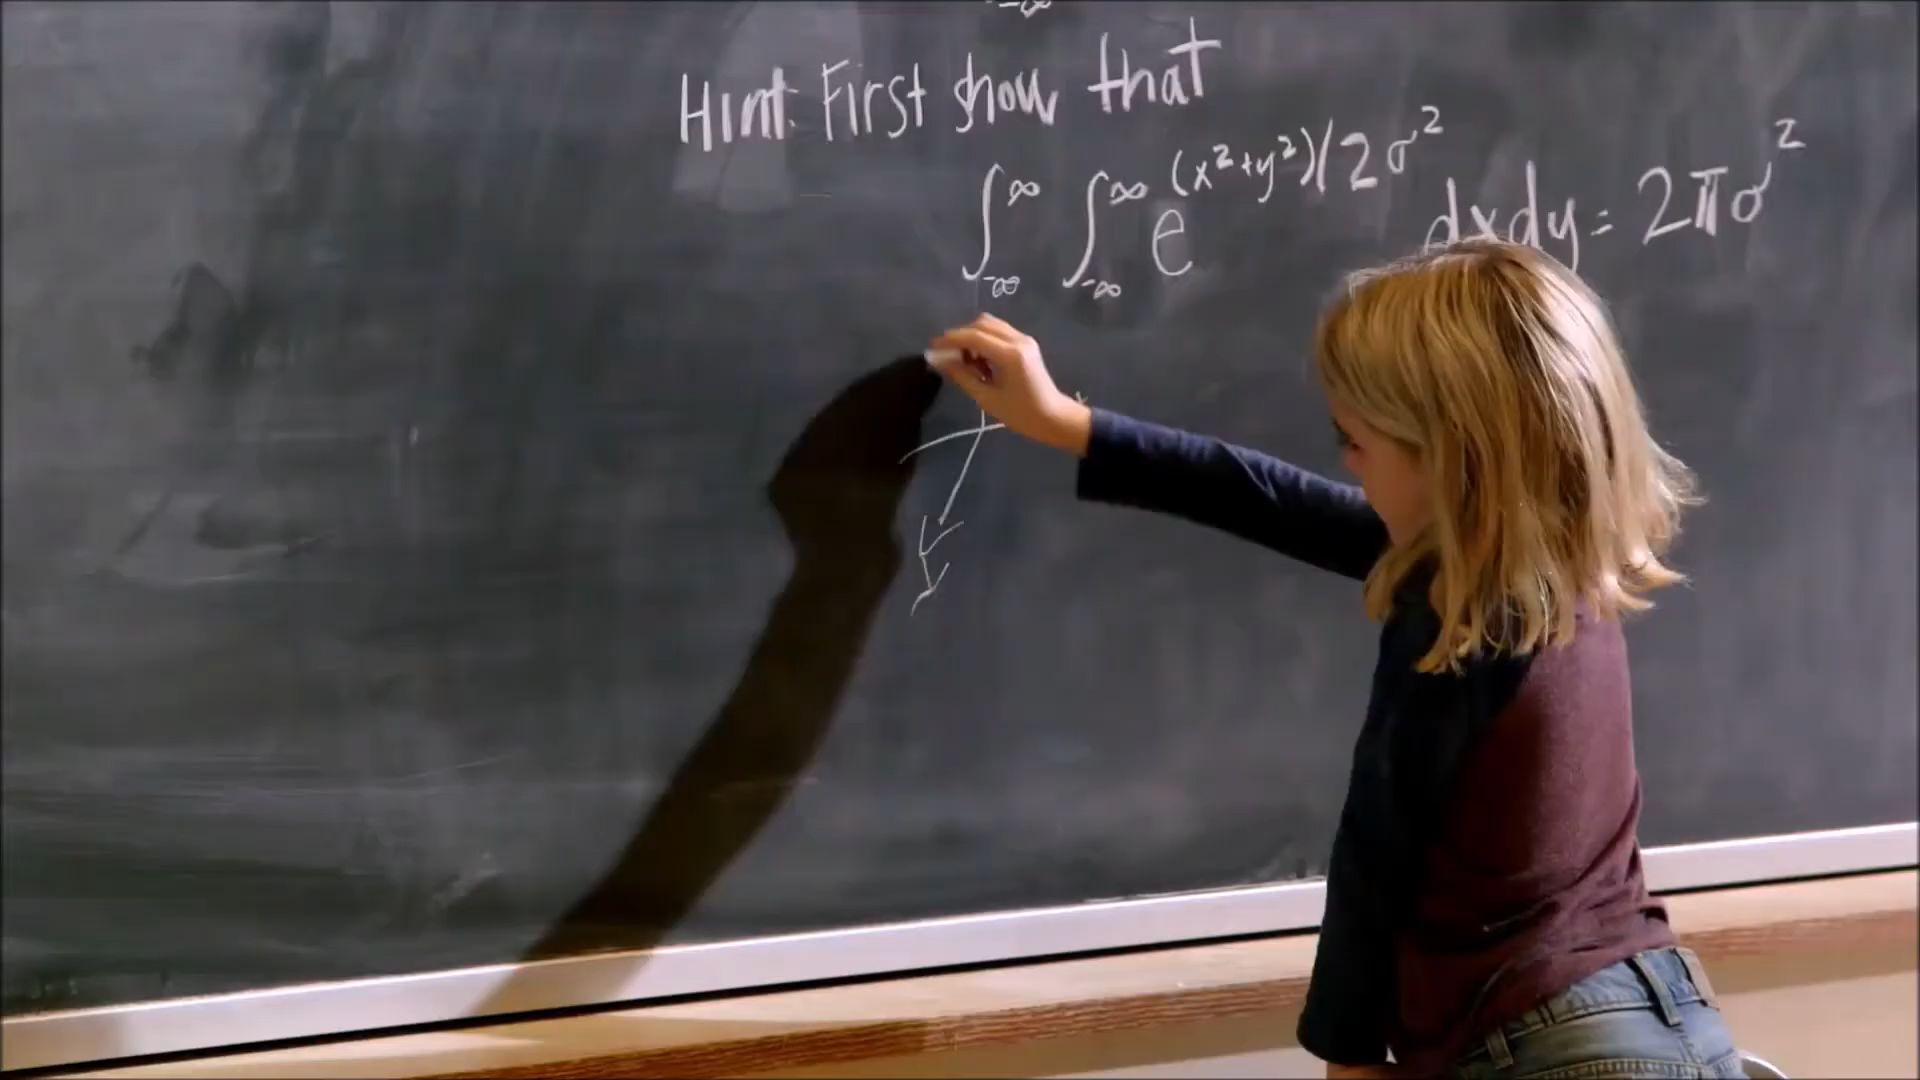 -∞
Hint: First show that
∫_{-∞}^{∞} ∫_{-∞}^{∞} e^{(x²+y²)/2σ²} dxdy = 2πσ²